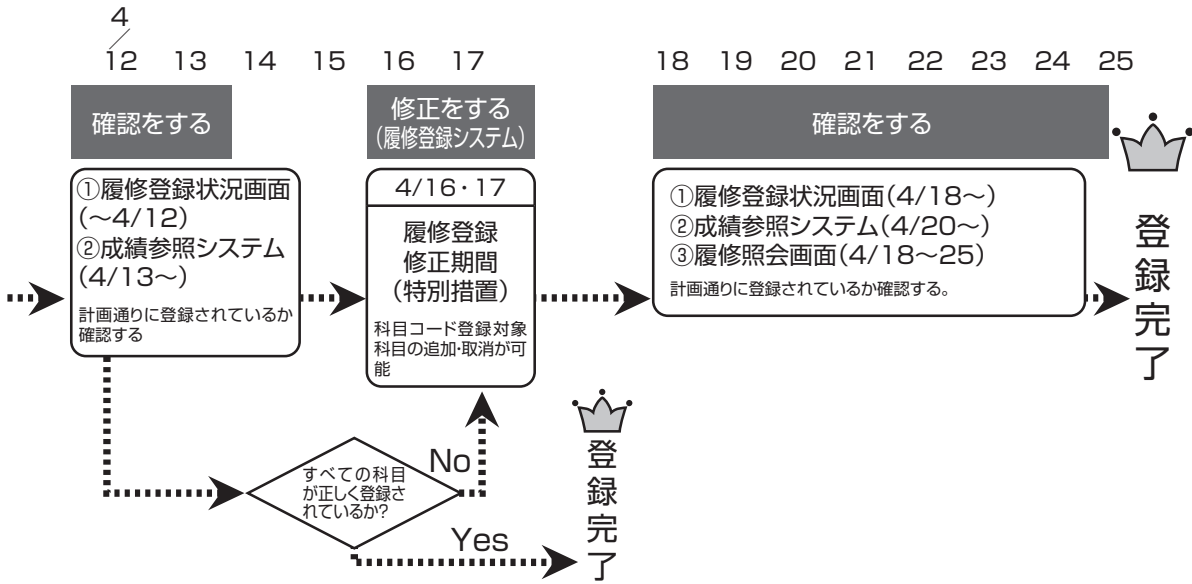 4
12 13 14 15 16 17 18 19 20 21 22 23 24 25
確認をする
修正をする
(履修登録システム)
確認をする
①履修登録状況画面
(～4/12)
②成績参照システム
(4/13～)
計画通りに登録されているか
確認する
4/16・17
履修登録
修正期間
(特別措置)
科目コード登録対象
科目の追加・取消が可
能
①履修登録状況画面(4/18～)
②成績参照システム(4/20～)
③履修照会画面(4/18～25)
計画通りに登録されているか確認する。
登録完了
すべての科目
が正しく登録さ
れているか?
No
Yes
登録完了